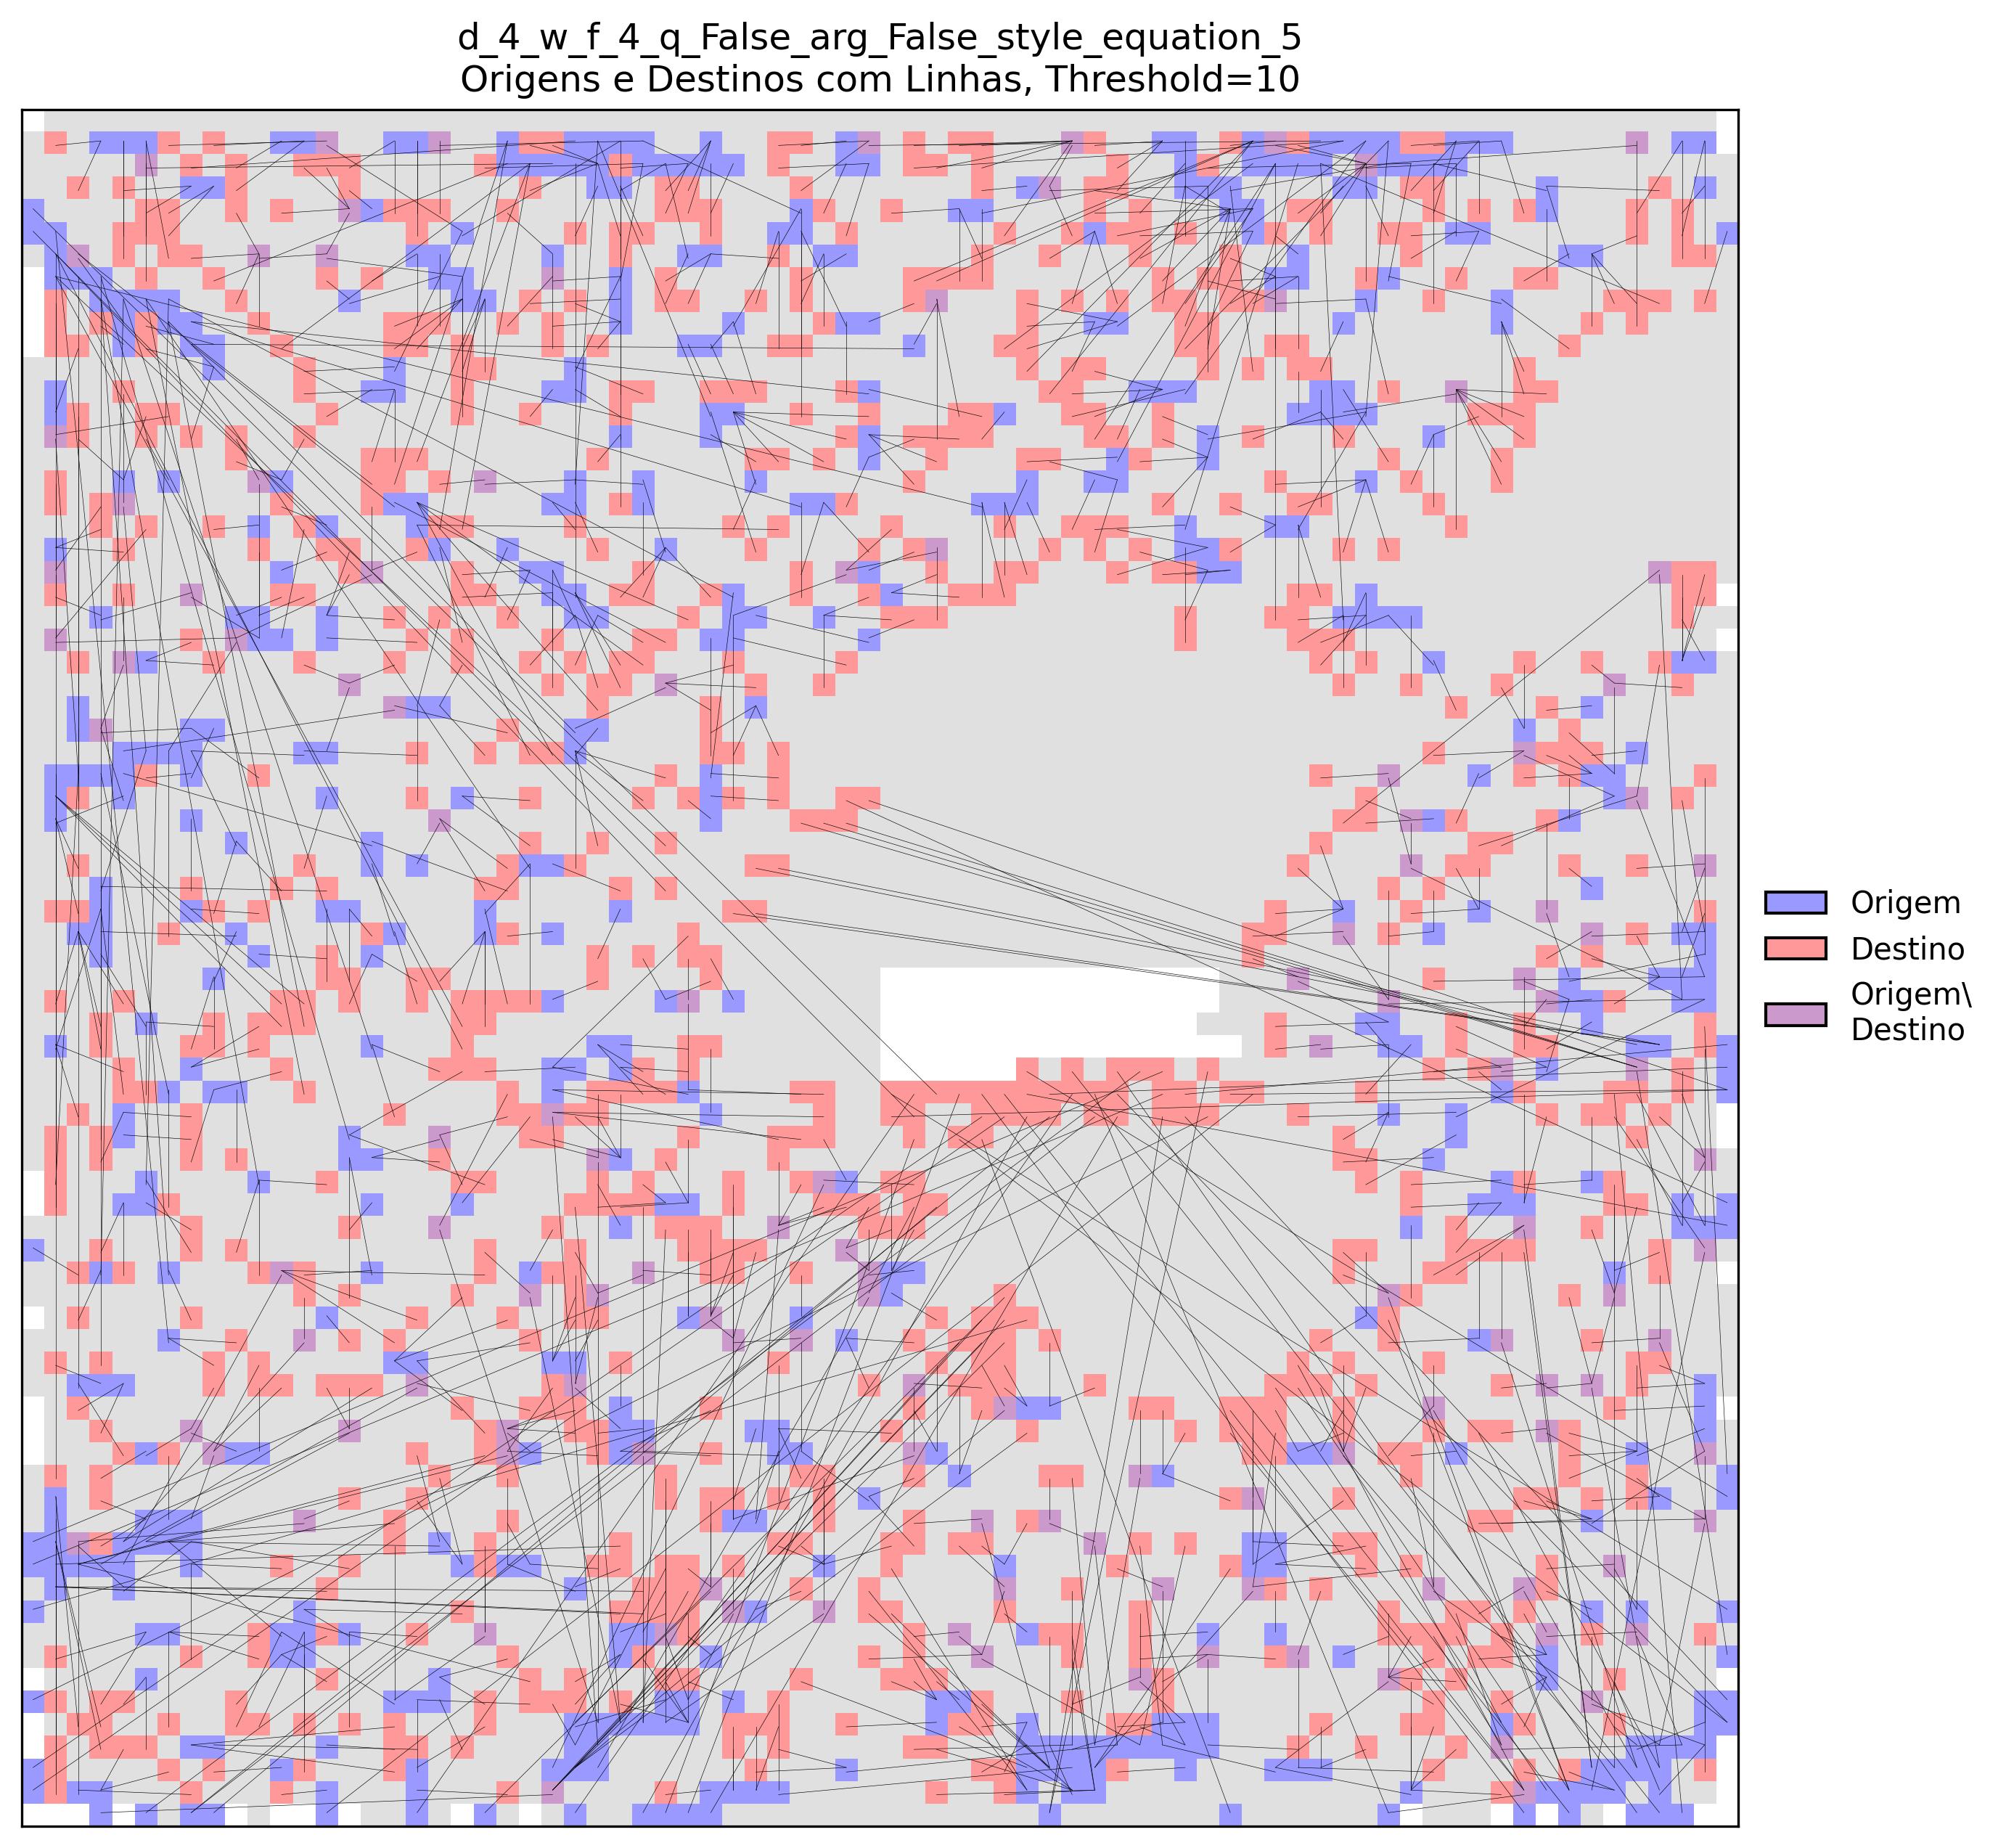 d_4_w_f_4_q_False_arg_False_style_equation_5
Origens e Destinos com Linhas, Threshold=10
Origem
Destino
Origem\
Destino